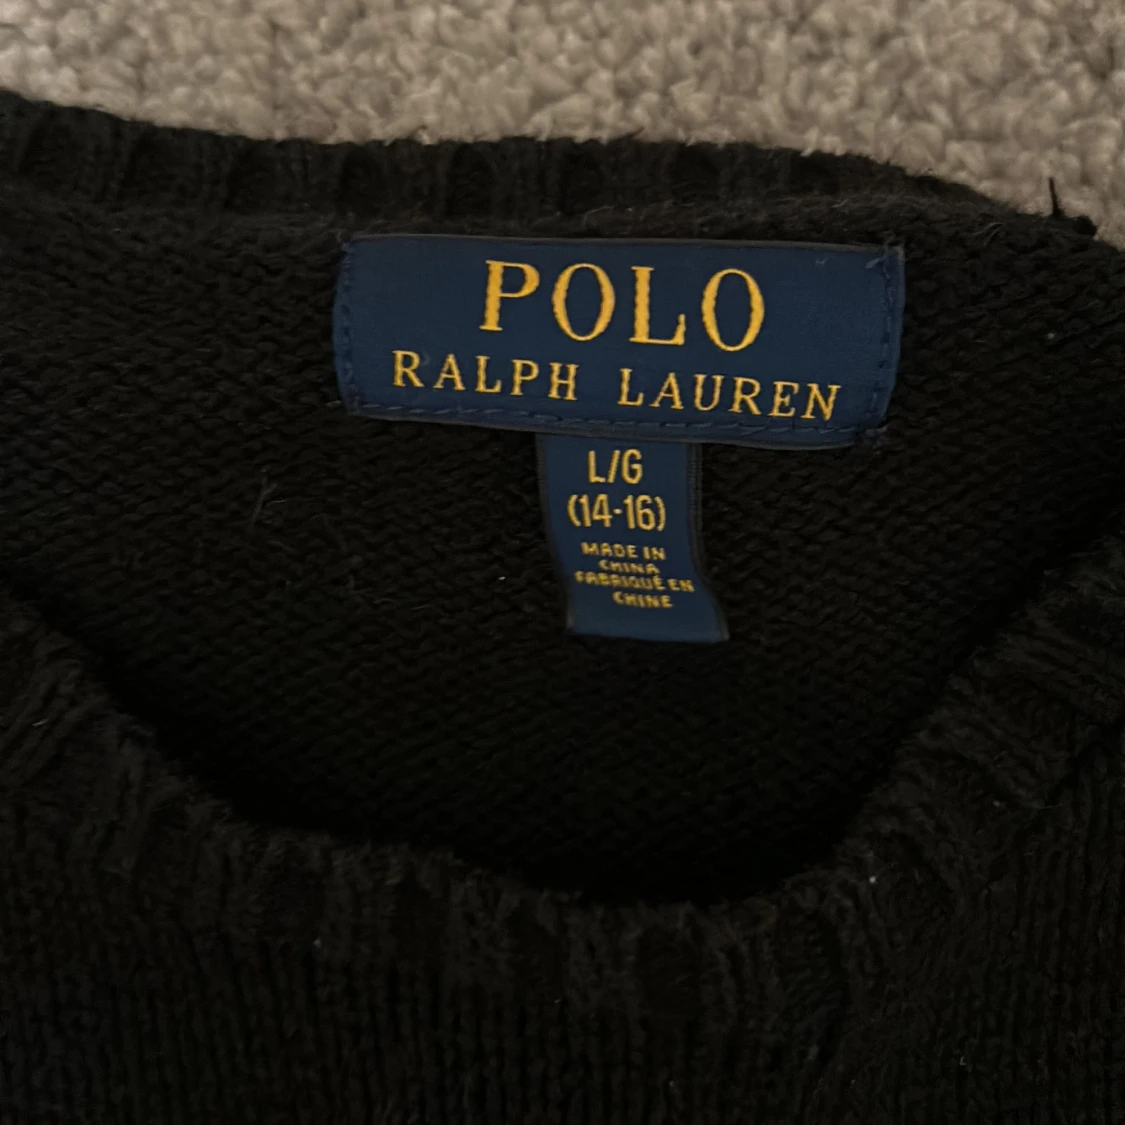 POLO
RALPH LAUREN
L/G
(14-16)
MADE IN
CHINA
FABRIQUÉ EN
CHINE